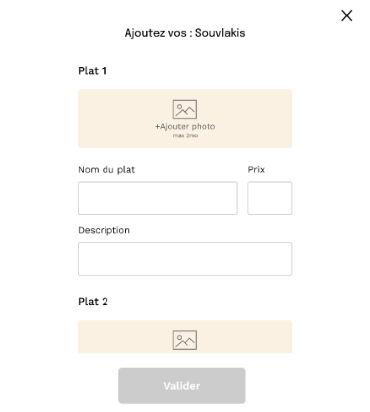 Ajoutez vos : Souvlakis
Plat 1
+Ajouter photo
max 2mo
Nom du plat Prix
Description
Plat 2
Valider